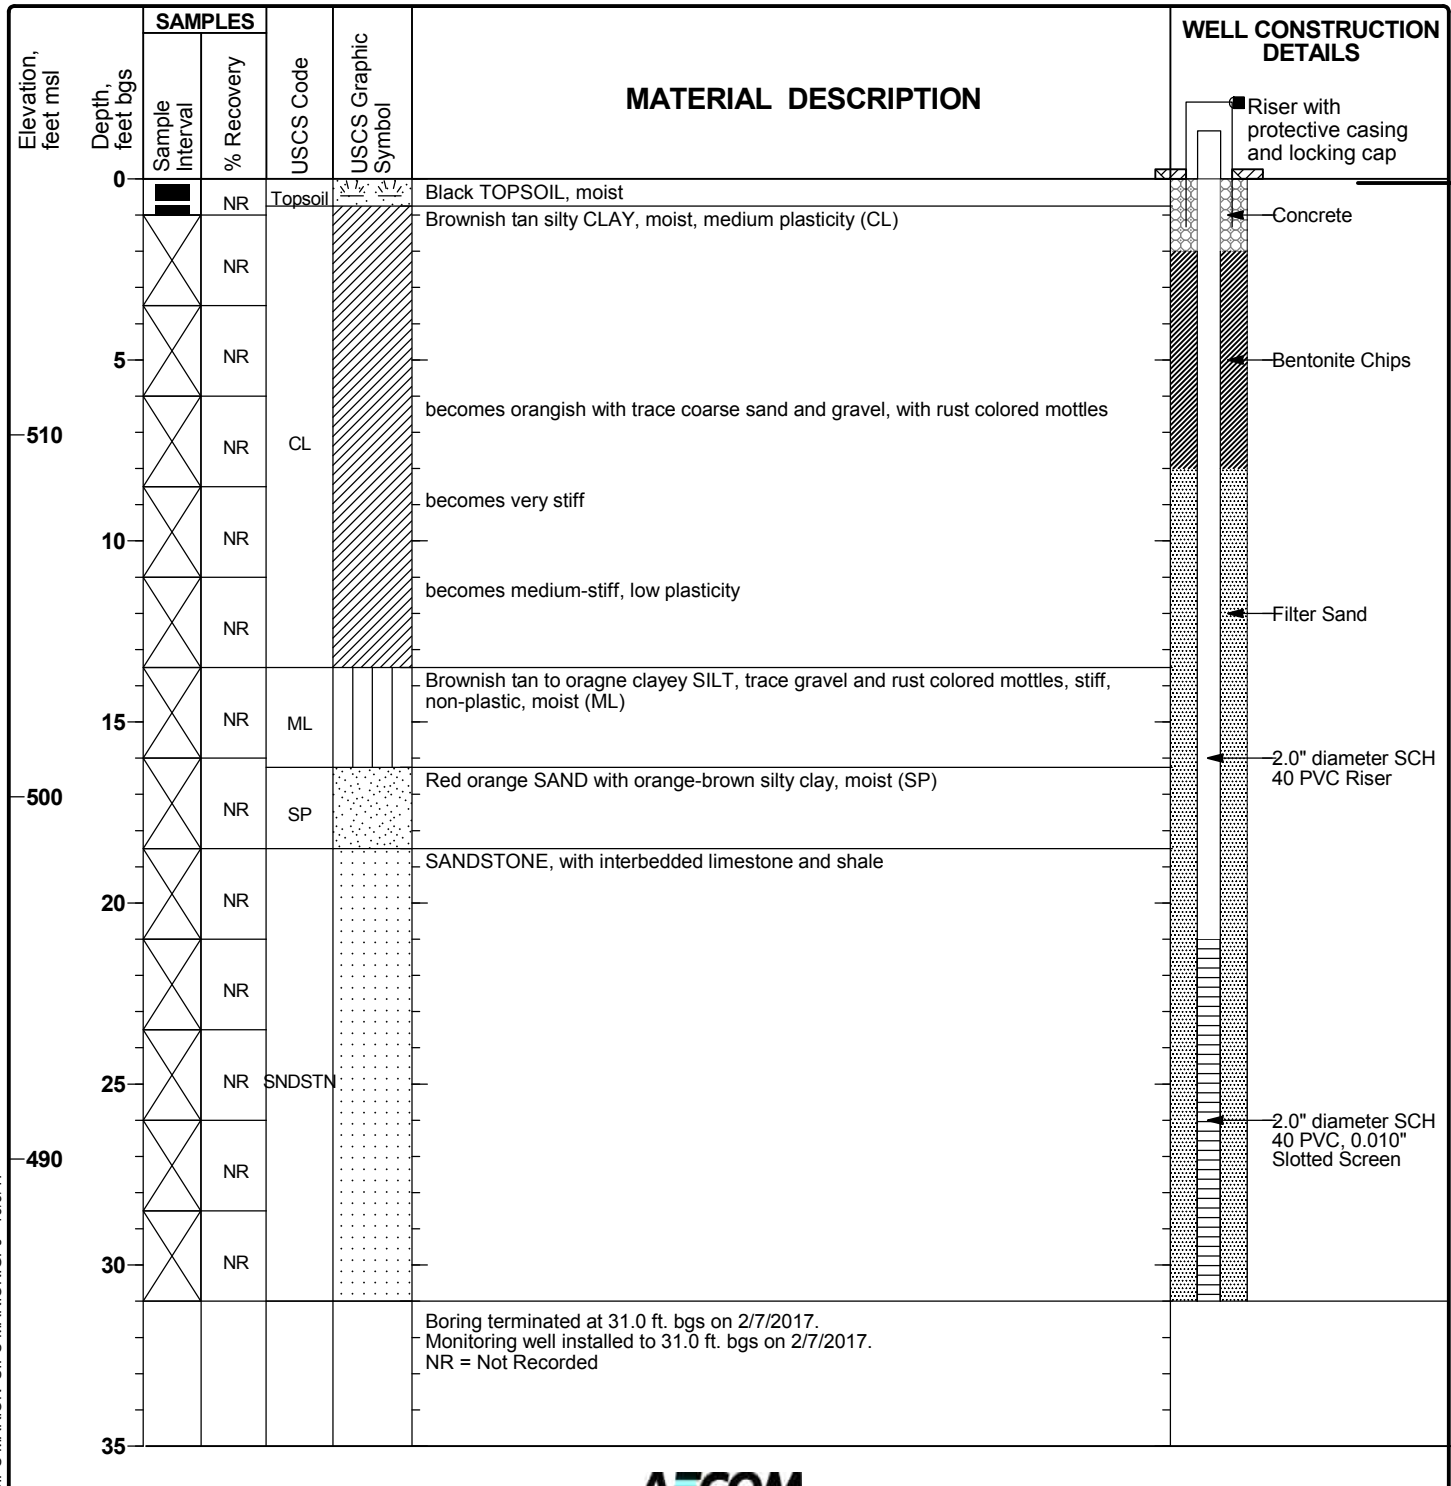 SAMPLES
Elevation,
feet msl
Depth,
feet bgs
Sample
Interval
% Recovery
USCS Code
USCS Graphic
Symbol
MATERIAL DESCRIPTION
WELL CONSTRUCTION
DETAILS
Riser with
protective casing
and locking cap
0
NR
Topsoil
Black TOPSOIL, moist
Brownish tan silty CLAY, moist, medium plasticity (CL)
Concrete
NR
5
NR
Bentonite Chips
becomes orangish with trace coarse sand and gravel, with rust colored mottles
510
NR
CL
becomes very stiff
10
NR
becomes medium-stiff, low plasticity
NR
Filter Sand
Brownish tan to oragne clayey SILT, trace gravel and rust colored mottles, stiff,
non-plastic, moist (ML)
15
NR
ML
2.0" diameter SCH
40 PVC Riser
Red orange SAND with orange-brown silty clay, moist (SP)
500
NR
SP
SANDSTONE, with interbedded limestone and shale
20
NR
NR
25
NR
SNDSTN
2.0" diameter SCH
40 PVC, 0.010"
Slotted Screen
490
NR
30
NR
Boring terminated at 31.0 ft. bgs on 2/7/2017.
Monitoring well installed to 31.0 ft. bgs on 2/7/2017.
NR = Not Recorded
35
AECOM